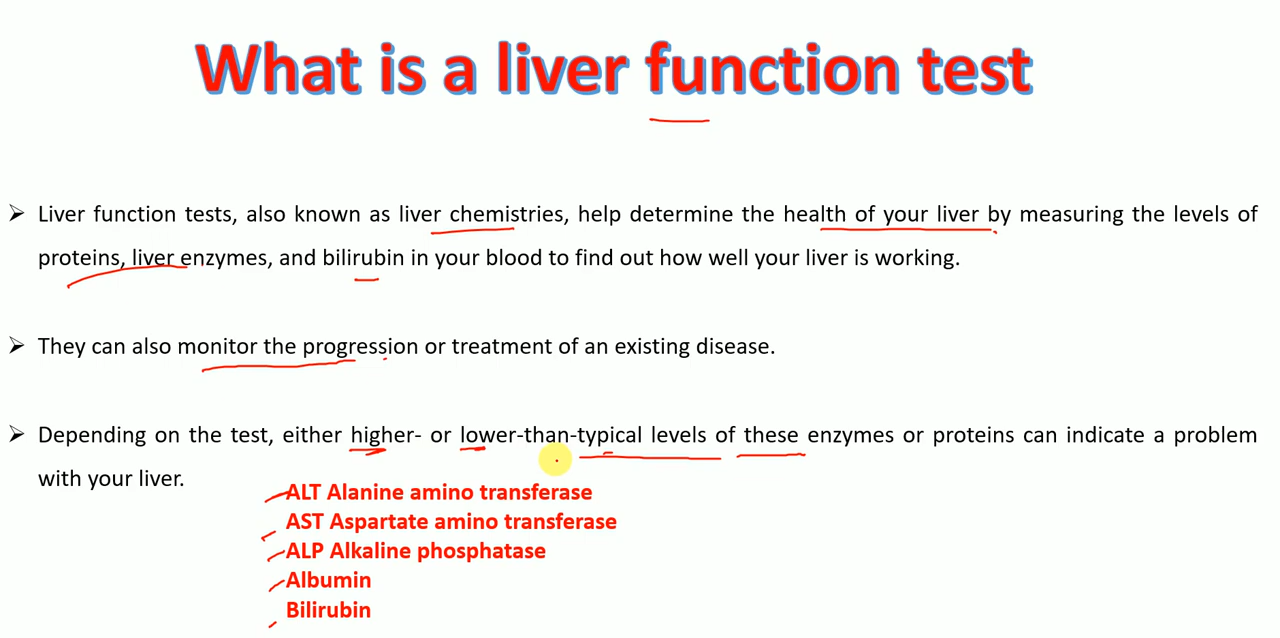 What is a liver function test
Liver function tests, also known as liver chemistries, help determine the health of your liver by measuring the levels of
proteins, liver enzymes, and bilirubin in your blood to find out how well your liver is working.
They can also monitor the progression or treatment of an existing disease.
Depending on the test, either higher- or lower-than-typical levels of these enzymes or proteins can indicate a problem
with your liver.
ALT Alanine amino transferase
AST Aspartate amino transferase
ALP Alkaline phosphatase
Albumin
Bilirubin